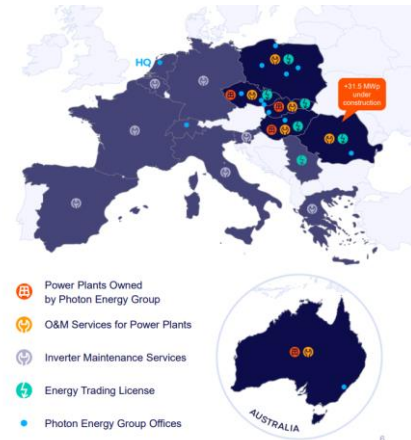 HQ
+31.5 MWp
under
construction
Power Plants Owned
by Photon Energy Group
O&M Services for Power Plants
Inverter Maintenance Services
Energy Trading License
Photon Energy Group Offices
AUSTRALIA
6